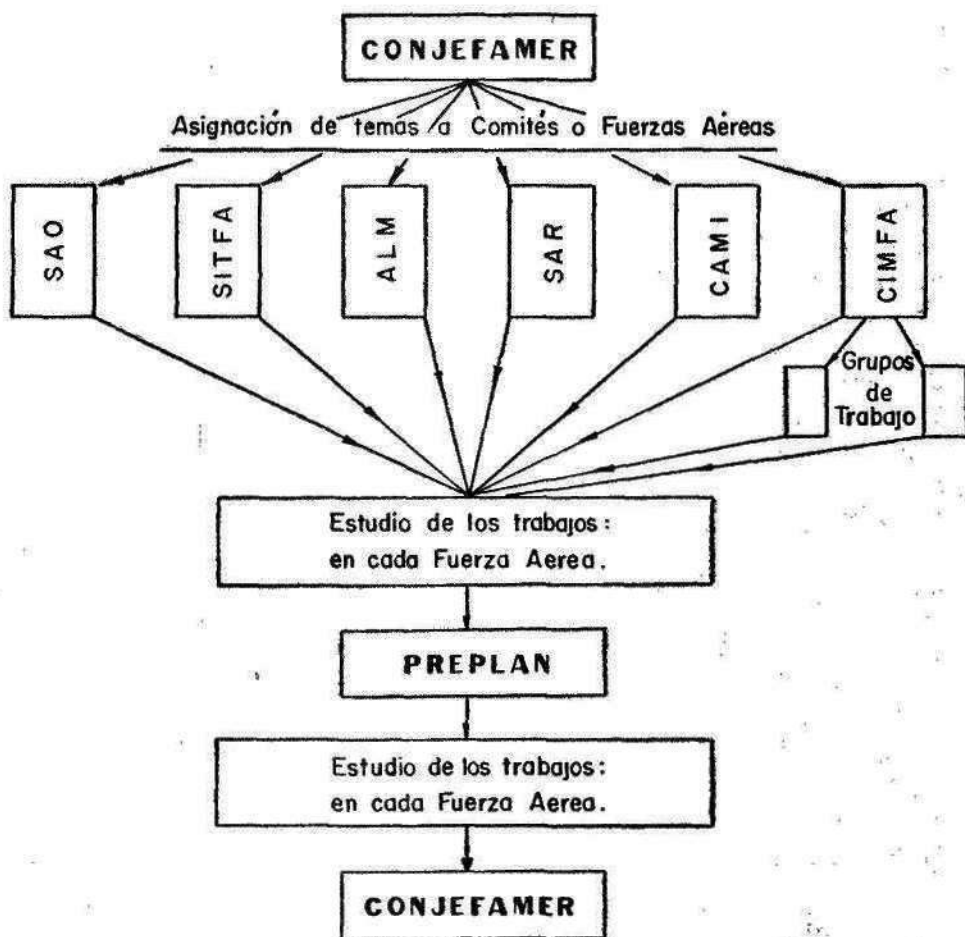 CONJEFAMER
Asignación de temas a Comités o Fuerzas Aéreas
SAO
SITFA
ALM
SAR
CAMI
CIMFA
Grupos
de
Trabajo
Estudio de los trabajos:
en cada Fuerza Aerea.
PREPLAN
Estudio de los trabajos:
en cada Fuerza Aerea.
CONJEFAMER